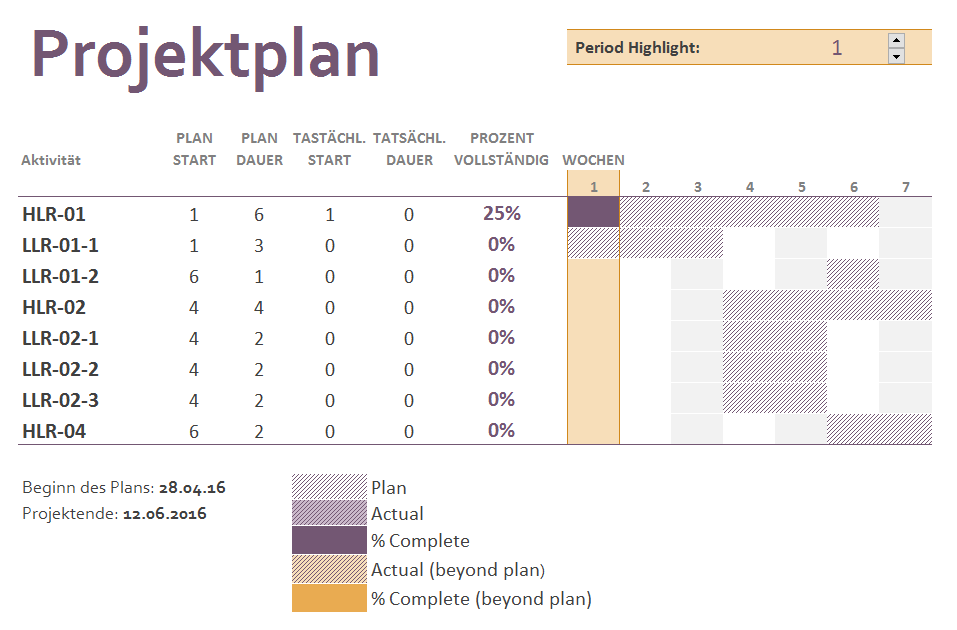 Projektplan
Period Highlight: 1
PLAN PLAN TASTÄCHL. TATSÄCHL. PROZENT
Aktivität START DAUER START DAUER VOLLSTÄNDIG WOCHEN
1 2 3 4 5 6 7
HLR-01 1 6 1 0 25%
LLR-01-1 1 3 0 0 0%
LLR-01-2 6 1 0 0 0%
HLR-02 4 4 0 0 0%
LLR-02-1 4 2 0 0 0%
LLR-02-2 4 2 0 0 0%
LLR-02-3 4 2 0 0 0%
HLR-04 6 2 0 0 0%
Beginn des Plans: 28.04.16
Projektende: 12.06.2016
Plan
Actual
% Complete
Actual (beyond plan)
% Complete (beyond plan)